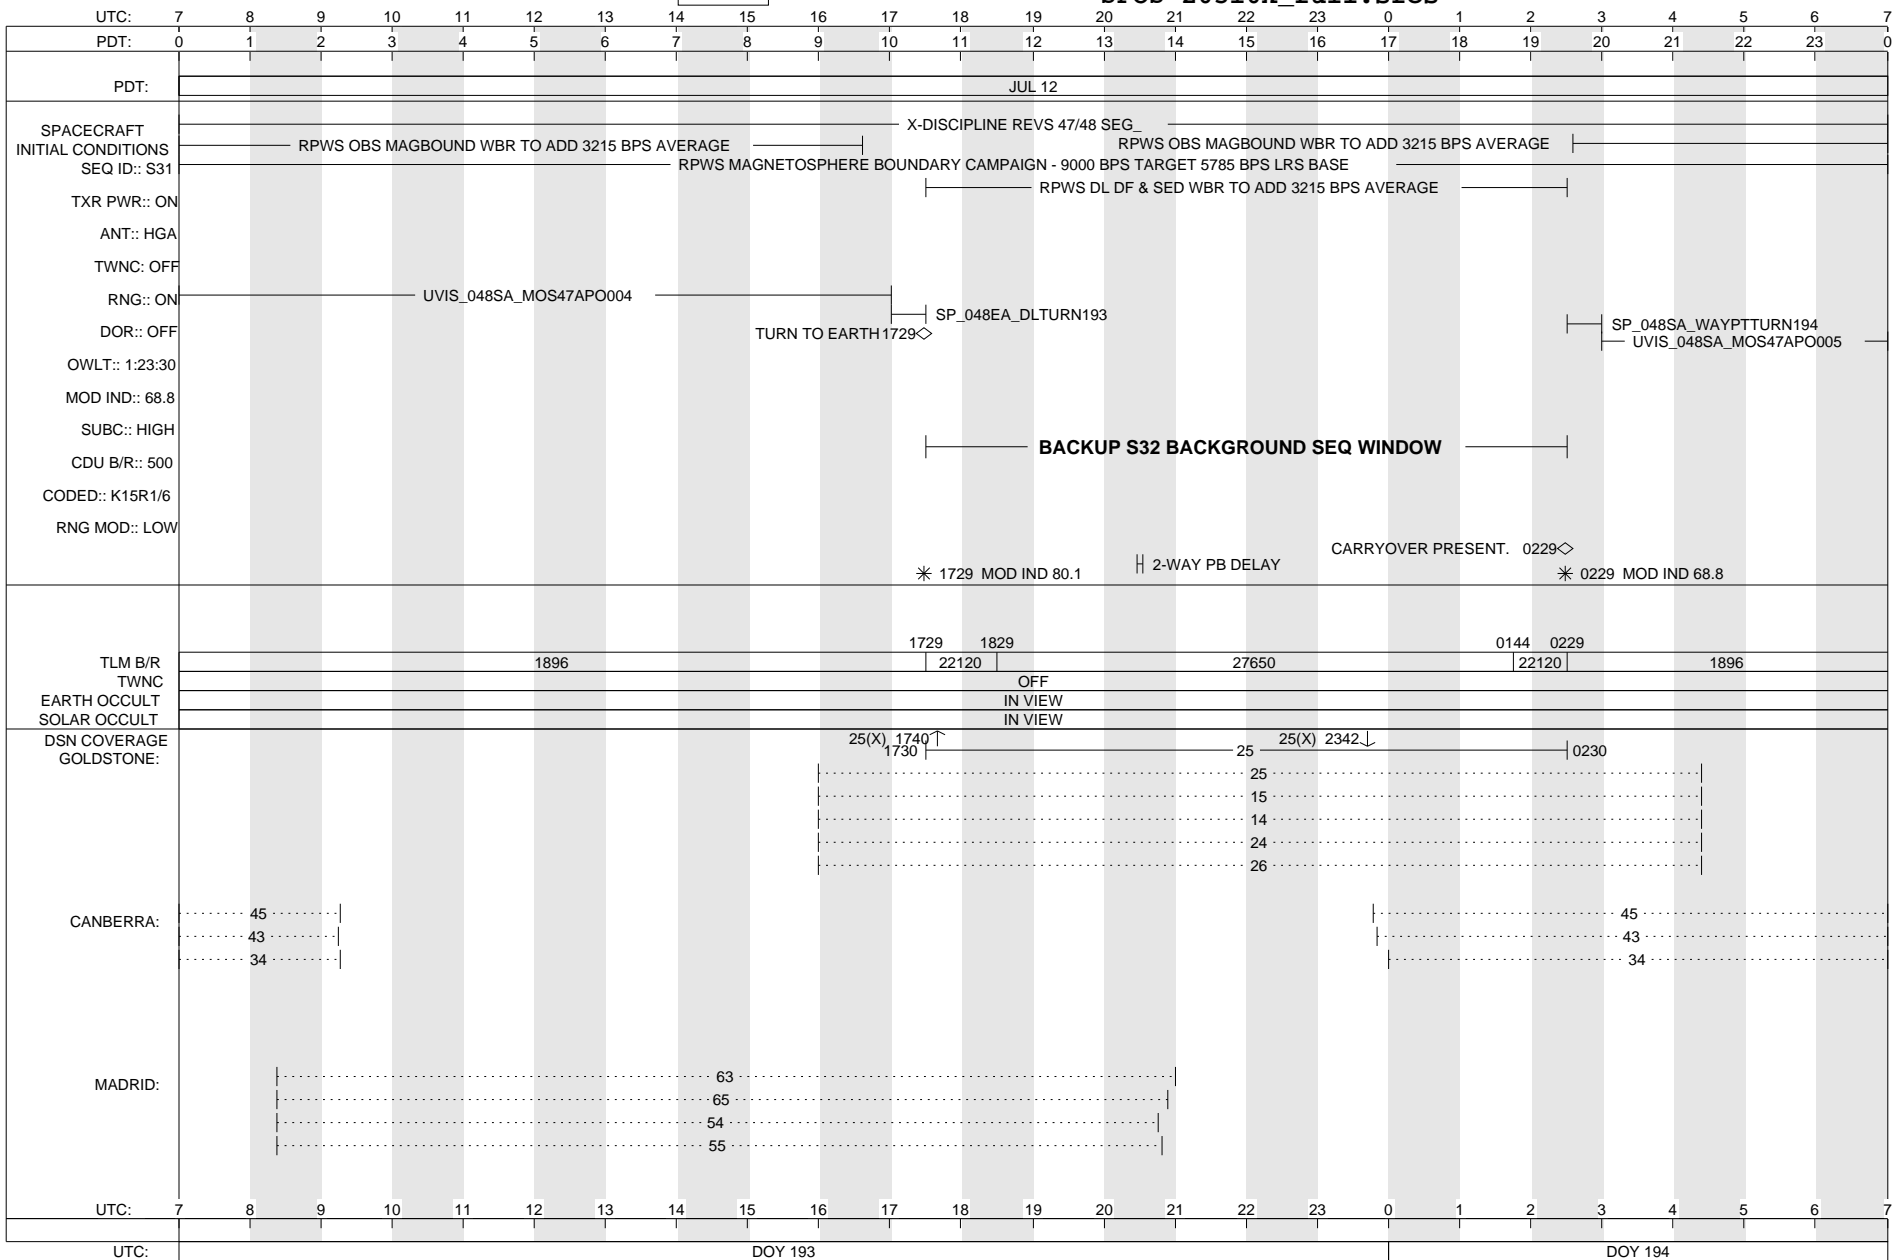 UTC: 7 8 9 10 11 12 13 14 15 16 17 18 19 20 21 22 23 0 1 2 3 4 5 6 7
PDT: 0 1 2 3 4 5 6 7 8 9 10 11 12 13 14 15 16 17 18 19 20 21 22 23 0
PDT: JUL 12
SPACECRAFT
INITIAL CONDITIONS
SEQ ID:: S31
TXR PWR:: ON
ANT:: HGA
TWNC: OFF
RNG:: ON
DOR:: OFF
OWLT:: 1:23:30
MOD IND:: 68.8
SUBC:: HIGH
CDU B/R:: 500
CODED:: K15R1/6
RNG MOD:: LOW
X-DISCIPLINE REVS 47/48 SEG_
RPWS OBS MAGBOUND WBR TO ADD 3215 BPS AVERAGE
RPWS OBS MAGBOUND WBR TO ADD 3215 BPS AVERAGE
RPWS MAGNETOSPHERE BOUNDARY CAMPAIGN - 9000 BPS TARGET 5785 BPS LRS BASE
RPWS DL DF & SED WBR TO ADD 3215 BPS AVERAGE
UVIS_048SA_MOS47APO004
SP_048EA_DLTURN193
TURN TO EARTH 1729
SP_048SA_WAYPTTURN194
UVIS_048SA_MOS47APO005
BACKUP S32 BACKGROUND SEQ WINDOW
CARRYOVER PRESENT. 0229
2-WAY PB DELAY
1729 MOD IND 80.1
0229 MOD IND 68.8
1729 1829 0144 0229
TLM B/R 1896 22120 27650 22120 1896
TWNC OFF
EARTH OCCULT IN VIEW
SOLAR OCCULT IN VIEW
DSN COVERAGE
25(X) 1740 25(X) 2342
GOLDSTONE: 1730 25 0230
25
15
14
24
26
CANBERRA: 45 45
43 43
34 34
MADRID: 63
65
54
55
UTC: 7 8 9 10 11 12 13 14 15 16 17 18 19 20 21 22 23 0 1 2 3 4 5 6 7
UTC: DOY 193 DOY 194